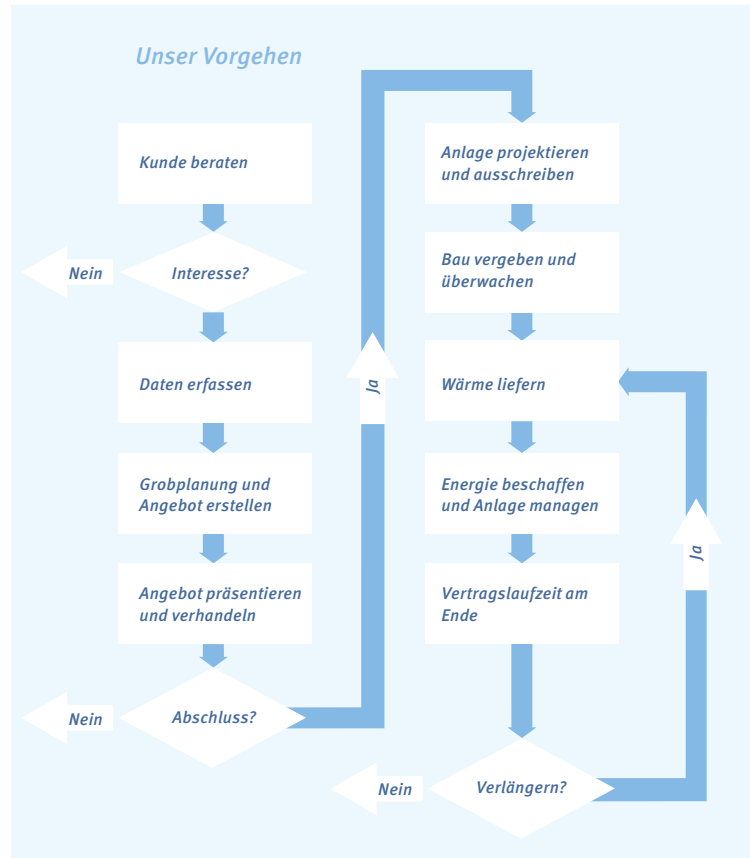 Unser Vorgehen
Kunde beraten
Nein
Interesse?
Daten erfassen
Grobplanung und
Angebot erstellen
Angebot präsentieren
und verhandeln
Nein
Abschluss?
Ja
Anlage projektieren
und ausschreiben
Bau vergeben und
überwachen
Wärme liefern
Energie beschaffen
und Anlage managen
Vertragslaufzeit am
Ende
Nein
Verlängern?
Ja